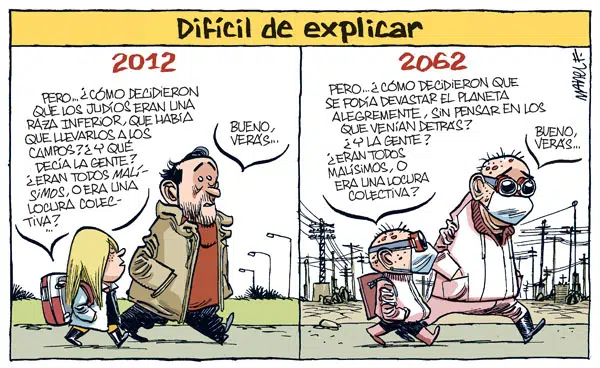 Difícil de explicar
2012
PERO...¿CÓMO DECIDIERON
QUE LOS JUDÍOS ERAN UNA
RAZA INFERIOR, QUE HABÍA
QUE LLEVARLOS A LOS
CAMPOS? ¿Y QUÉ
DECÍA LA GENTE?
¿ERAN TODOS MALÍ-
SIMOS, O ERA UNA
LOCURA COLEC-
TIVA?
BUENO,
VERÁS...
2062
PERO...¿CÓMO DECIDIERON QUE
SE PODÍA DEVASTAR EL PLANETA
ALEGREMENTE, SIN PENSAR EN LOS
QUE VENÍAN DETRÁS?
¿Y LA GENTE?
¿ERAN TODOS
MALÍSIMOS, O
ERA UNA LOCURA
COLECTIVA?
BUENO,
VERÁS...
MANEL F.